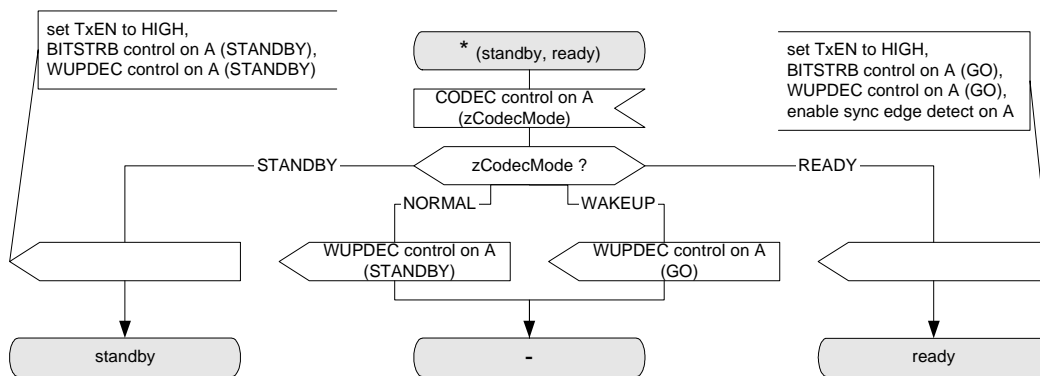 set TxEN to HIGH,
BITSTRB control on A (STANDBY),
WUPDEC control on A (STANDBY)
* (standby, ready)
set TxEN to HIGH,
BITSTRB control on A (GO),
WUPDEC control on A (GO),
enable sync edge detect on A
CODEC control on A
(zCodecMode)
STANDBY
zCodecMode ?
READY
NORMAL
WAKEUP
WUPDEC control on A
(STANDBY)
WUPDEC control on A
(GO)
standby
-
ready